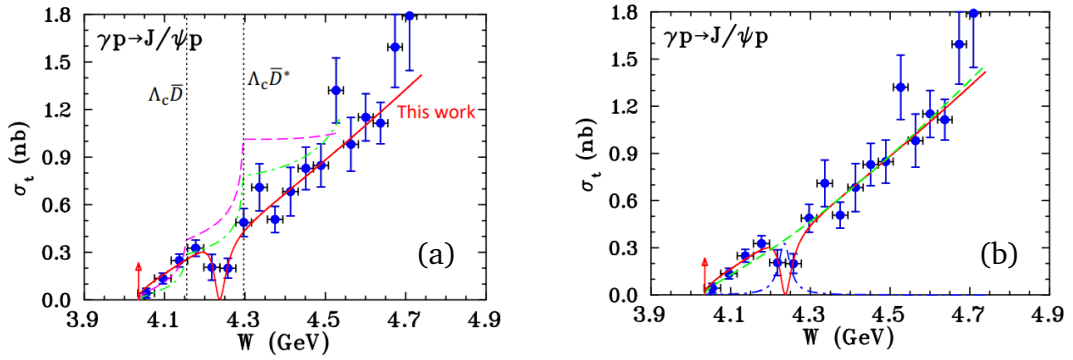 γp→J/ψp
Λ_c D̄
Λ_c D̄*
This work
(a)
σ_t (nb)
1.8
1.5
1.2
0.9
0.6
0.3
0.0
3.9 4.1 4.3 4.5 4.7 4.9
W (GeV)
γp→J/ψp
(b)
σ_t (nb)
1.8
1.5
1.2
0.9
0.6
0.3
0.0
3.9 4.1 4.3 4.5 4.7 4.9
W (GeV)